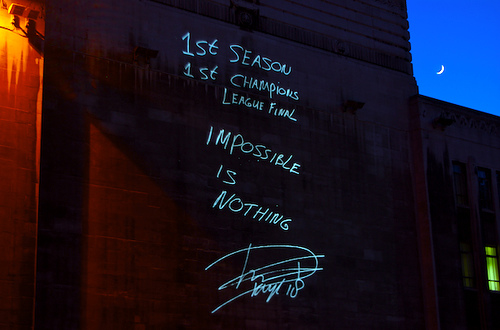 1st SEASON
1st CHAMPIONS
LEAGUE FINAL
IMPOSSIBLE
IS
NOTHING